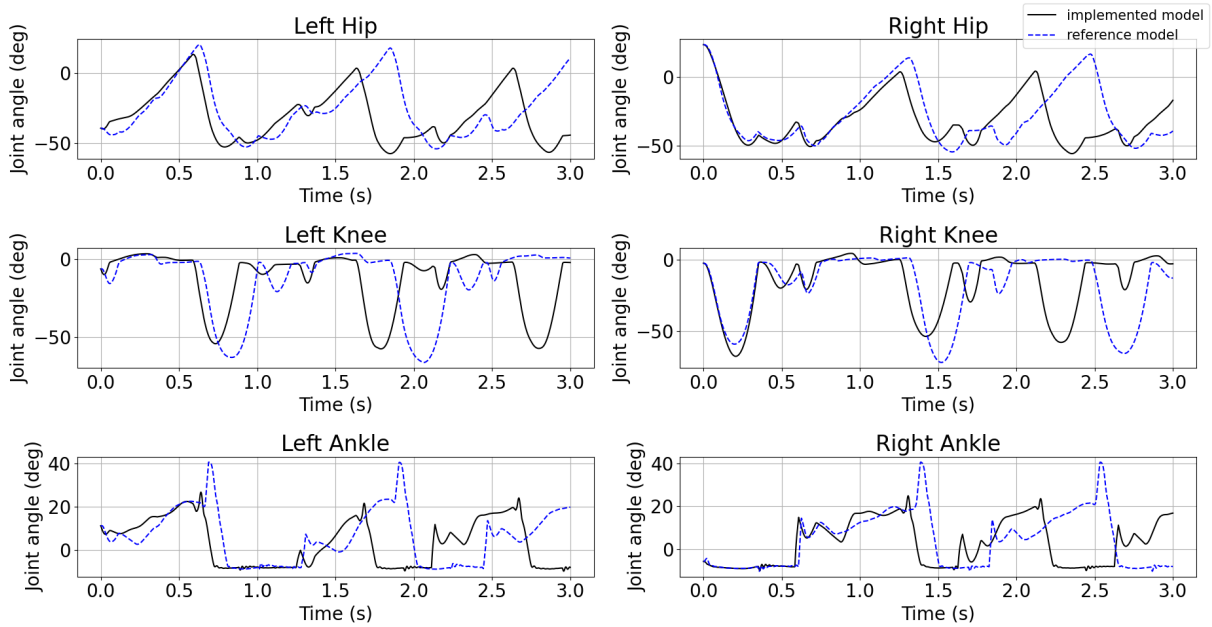 Left Hip
Right Hip
implemented model
reference model
Joint angle (deg)
0
−50
0.0 0.5 1.0 1.5 2.0 2.5 3.0
Time (s)
Joint angle (deg)
0
−50
0.0 0.5 1.0 1.5 2.0 2.5 3.0
Time (s)
Left Knee
Right Knee
Joint angle (deg)
0
−50
0.0 0.5 1.0 1.5 2.0 2.5 3.0
Time (s)
Joint angle (deg)
0
−50
0.0 0.5 1.0 1.5 2.0 2.5 3.0
Time (s)
Left Ankle
Right Ankle
Joint angle (deg)
40
20
0
0.0 0.5 1.0 1.5 2.0 2.5 3.0
Time (s)
Joint angle (deg)
40
20
0
0.0 0.5 1.0 1.5 2.0 2.5 3.0
Time (s)